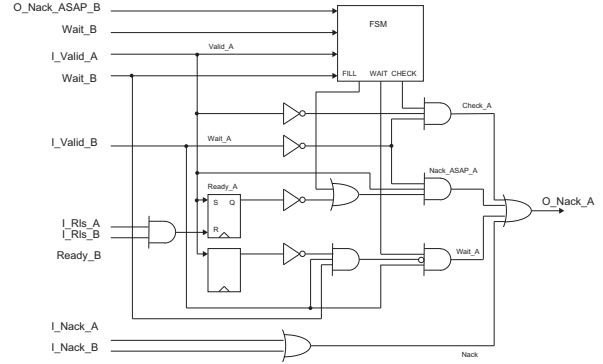 O_Nack_ASAP_B
Wait_B
I_Valid_A
Wait_B
Valid_A
FSM
FILL WAIT CHECK
I_Valid_B
Wait_A
Check_A
Nack_ASAP_A
O_Nack_A
Ready_A
S Q
R
I_Rls_A
I_Rls_B
Ready_B
Wait_A
I_Nack_A
I_Nack_B
Nack